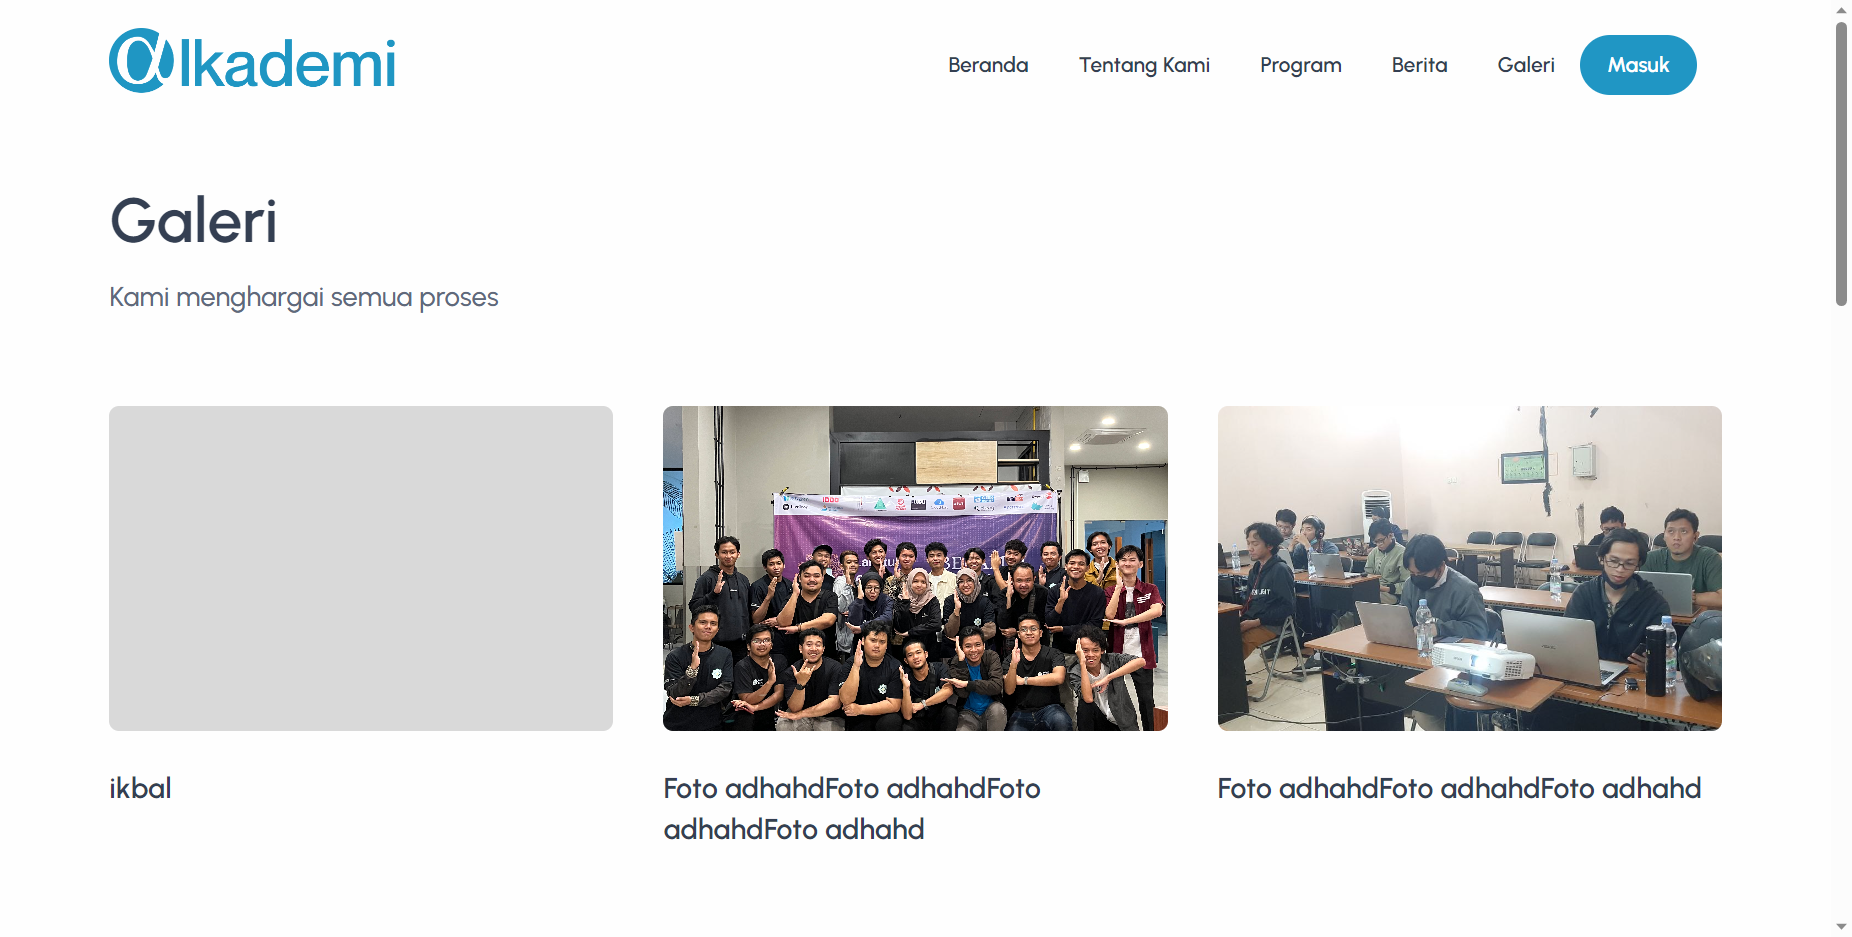 αlkademi
Beranda Tentang Kami Program Berita Galeri Masuk
Galeri
Kami menghargai semua proses
ikbal
Foto adhahdFoto adhahdFoto
adhahdFoto adhahd
Foto adhahdFoto adhahdFoto adhahd